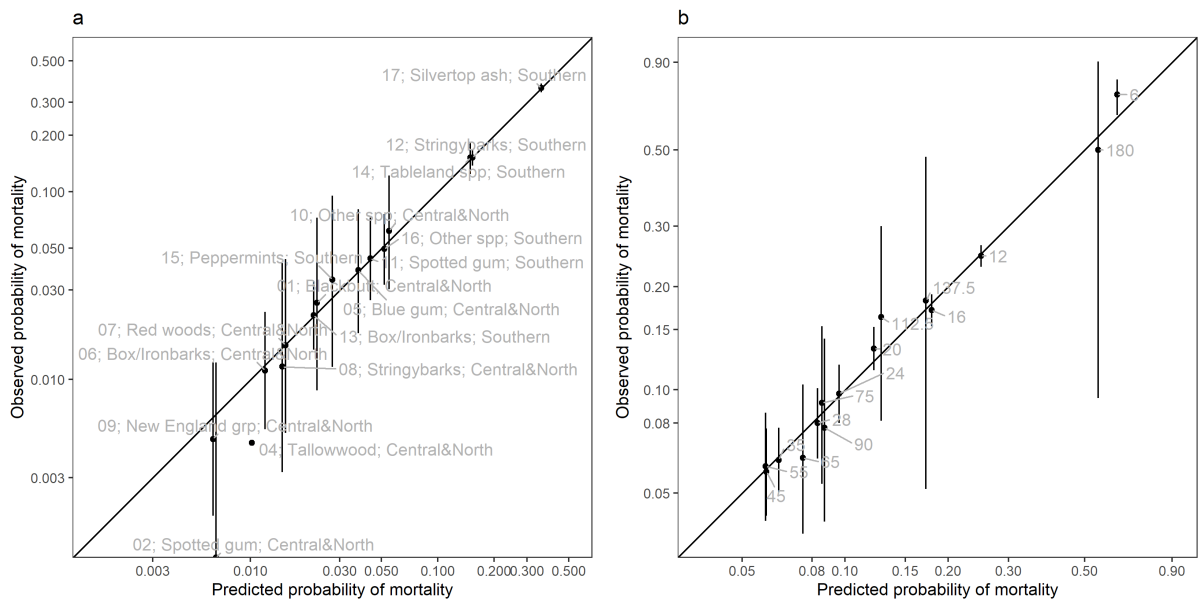 a
0.500
0.300
0.200
0.100
0.050
0.030
0.010
0.003
Observed probability of mortality
17; Silvertop ash; Southern
12; Stringybarks; Southern
14; Tableland spp; Southern
10; Other spp; Central&North
16; Other spp; Southern
15; Peppermints; Southern
11; Spotted gum; Southern
01; Blackbutt; Central&North
05; Blue gum; Central&North
07; Red woods; Central&North
13; Box/Ironbarks; Southern
06; Box/Ironbarks; Central&North
08; Stringybarks; Central&North
09; New England grp; Central&North
04; Tallowwood; Central&North
02; Spotted gum; Central&North
0.003 0.010 0.030 0.050 0.100 0.200 0.300 0.500
Predicted probability of mortality
b
0.90
0.50
0.30
0.20
0.15
0.10
0.08
0.05
Observed probability of mortality
6
180
12
137.5
16
112.5
20
24
75
28
90
35
65
55
45
0.05 0.08 0.10 0.15 0.20 0.30 0.50 0.90
Predicted probability of mortality